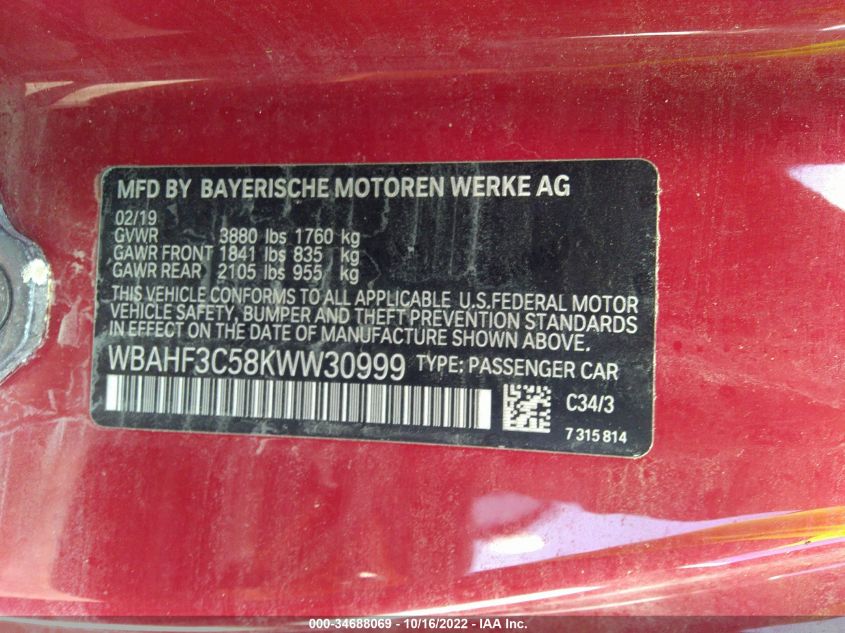 MFD BY BAYERISCHE MOTOREN WERKE AG
02/19
GVWR 3880 lbs 1760 kg
GAWR FRONT 1841 lbs 835 kg
GAWR REAR 2105 lbs 955 kg
THIS VEHICLE CONFORMS TO ALL APPLICABLE U.S.FEDERAL MOTOR
VEHICLE SAFETY, BUMPER AND THEFT PREVENTION STANDARDS
IN EFFECT ON THE DATE OF MANUFACTURE SHOWN ABOVE.
WBAHF3C58KWW30999 TYPE: PASSENGER CAR
C34/3
7 315 814
000-34688069 - 10/16/2022 - IAA Inc.